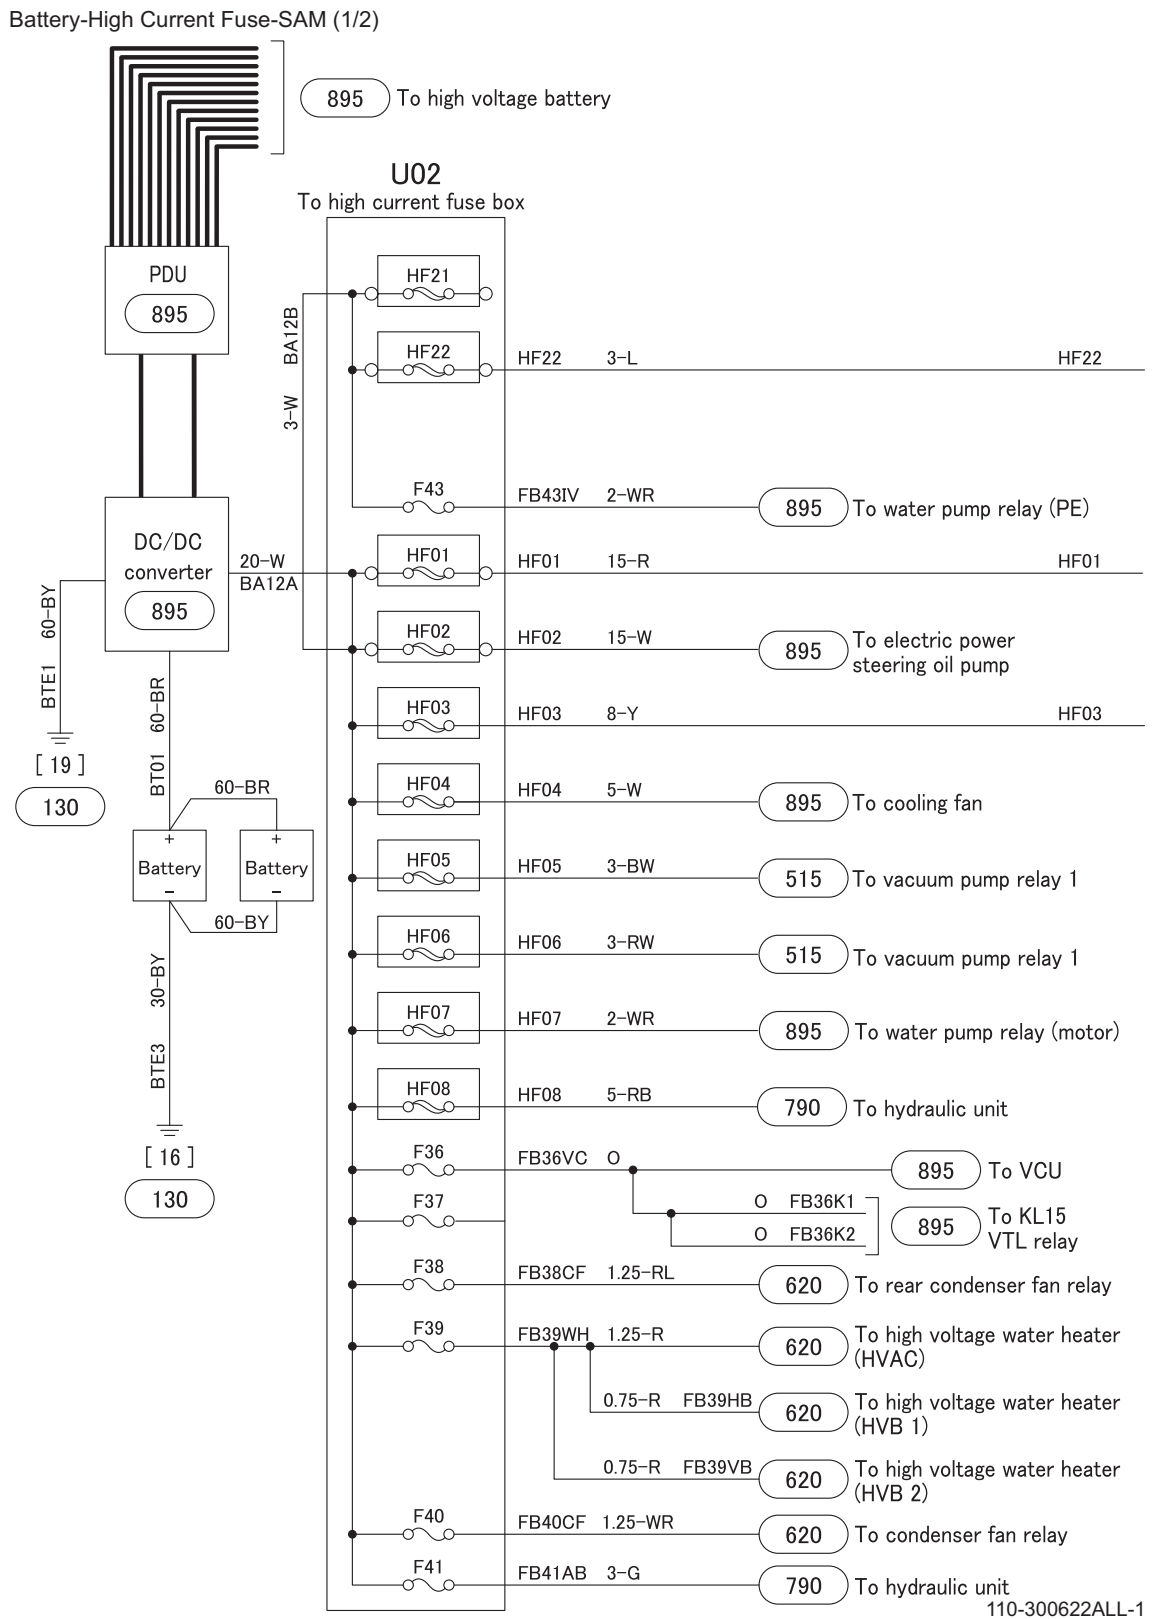 Battery-High Current Fuse-SAM (1/2)
895 To high voltage battery
U02
To high current fuse box
PDU
895
HF21
BA12B
3-W
HF22
HF22 3-L HF22
F43
FB43IV 2-WR 895 To water pump relay (PE)
DC/DC
converter
895
20-W
BA12A
HF01
HF01 15-R HF01
60-BY
BTE1
[ 19 ]
130
HF02
HF02 15-W 895 To electric power
steering oil pump
60-BR
BT01
HF03
HF03 8-Y HF03
60-BR
HF04
HF04 5-W 895 To cooling fan
+
Battery
-
+
Battery
-
60-BY
HF05
HF05 3-BW 515 To vacuum pump relay 1
HF06
HF06 3-RW 515 To vacuum pump relay 1
30-BY
BTE3
[ 16 ]
130
HF07
HF07 2-WR 895 To water pump relay (motor)
HF08
HF08 5-RB 790 To hydraulic unit
F36
FB36VC O 895 To VCU
F37
O FB36K1
O FB36K2
895 To KL15
VTL relay
F38
FB38CF 1.25-RL 620 To rear condenser fan relay
F39
FB39WH 1.25-R 620 To high voltage water heater
(HVAC)
0.75-R FB39HB 620 To high voltage water heater
(HVB 1)
0.75-R FB39VB 620 To high voltage water heater
(HVB 2)
F40
FB40CF 1.25-WR 620 To condenser fan relay
F41
FB41AB 3-G 790 To hydraulic unit
110-300622ALL-1